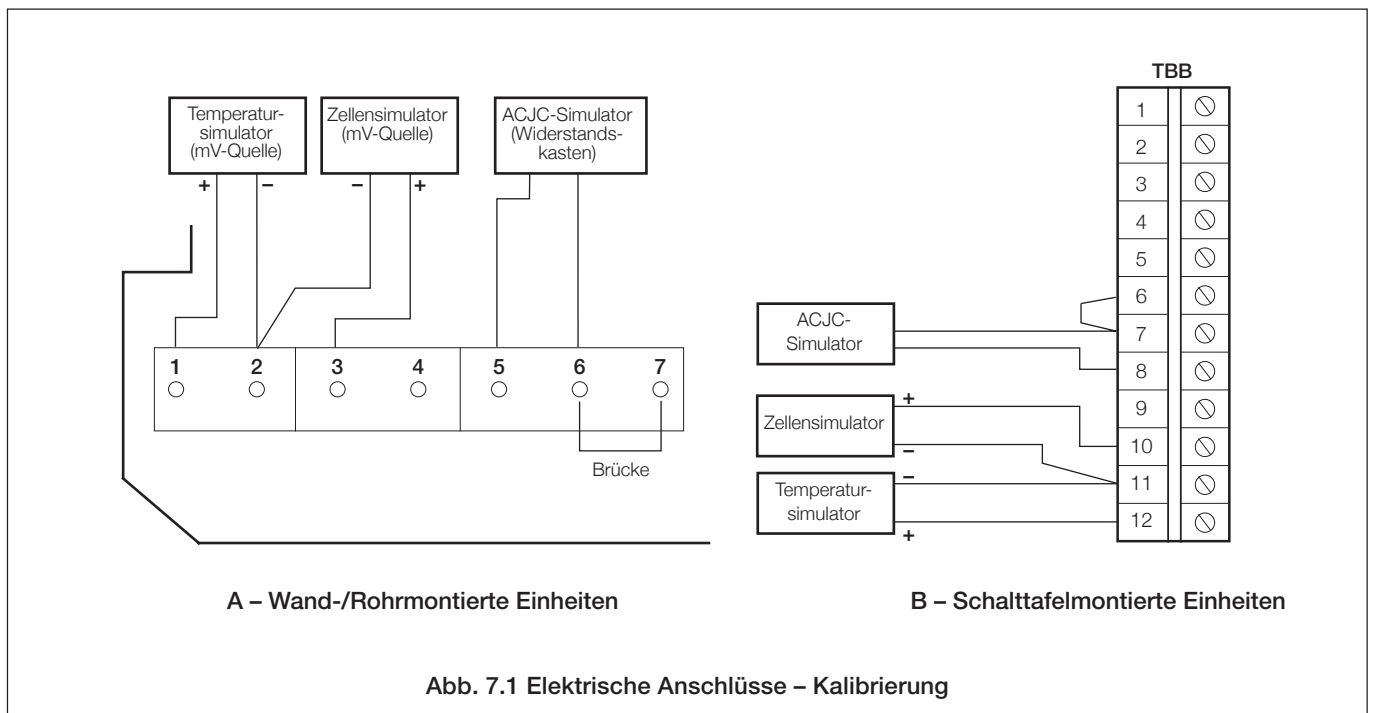 Temperatur-
simulator
(mV-Quelle)
+ –
Zellensimulator
(mV-Quelle)
– +
ACJC-Simulator
(Widerstands-
kasten)
1 2 3 4 5 6 7
Brücke
A – Wand-/Rohrmontierte Einheiten
TBB
1
2
3
4
5
6
7
8
9
10
11
12
ACJC-
Simulator
Zellensimulator
+
–
Temperatur-
simulator
–
+
B – Schalttafelmontierte Einheiten
Abb. 7.1 Elektrische Anschlüsse – Kalibrierung